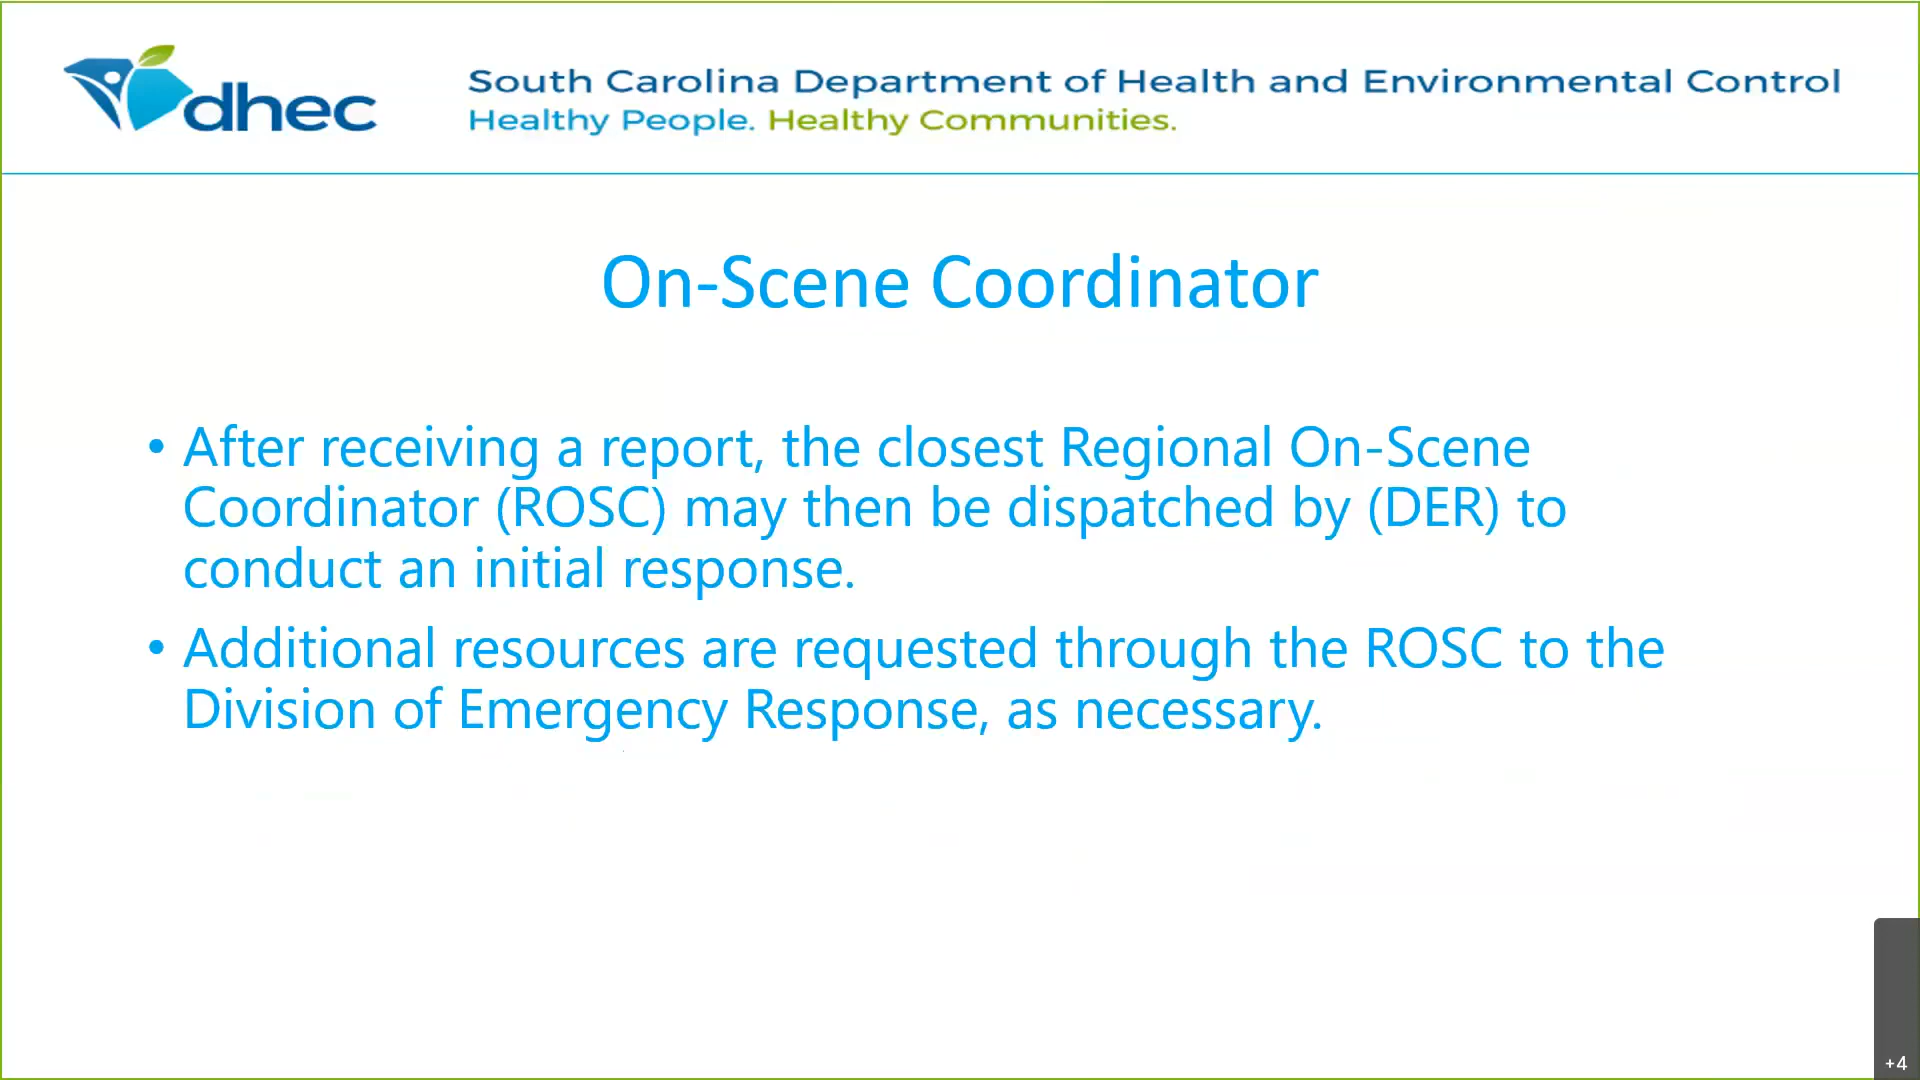 dhec
South Carolina Department of Health and Environmental Control
Healthy People. Healthy Communities.
On-Scene Coordinator
• After receiving a report, the closest Regional On-Scene
Coordinator (ROSC) may then be dispatched by (DER) to
conduct an initial response.
• Additional resources are requested through the ROSC to the
Division of Emergency Response, as necessary.
+4